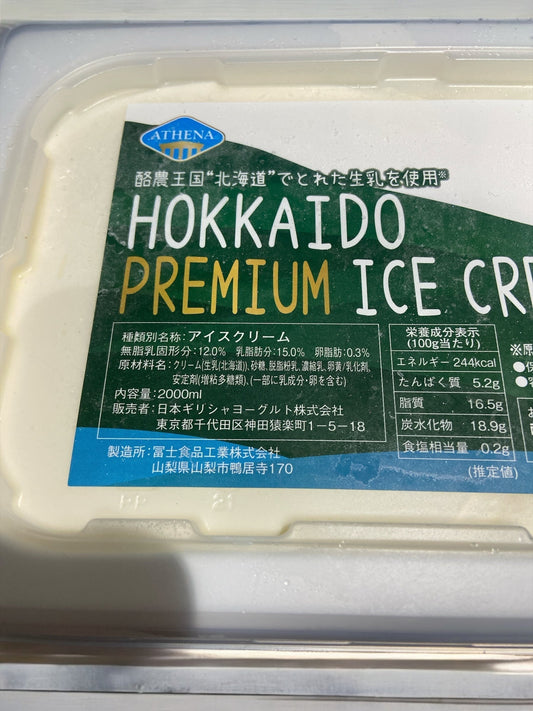 ATHENA
酪農王国“北海道”でとれた生乳を使用※
HOKKAIDO
PREMIUM ICE CRE
種類別名称：アイスクリーム
無脂乳固形分：12.0% 乳脂肪分：15.0% 卵脂肪：0.3%
原材料名：クリーム（生乳（北海道））、砂糖、脱脂粉乳、濃縮乳、卵黄/乳化剤、
安定剤（増粘多糖類）、（一部に乳成分・卵を含む）
内容量：2000ml
販売者：日本ギリシャヨーグルト株式会社
東京都千代田区神田猿楽町1-5-18
製造所：冨士食品工業株式会社
山梨県山梨市鴨居寺170
栄養成分表示
(100g当たり)
エネルギー 244kcal
たんぱく質 5.2g
脂質 16.5g
炭水化物 18.9g
食塩相当量 0.2g
(推定値)
※原